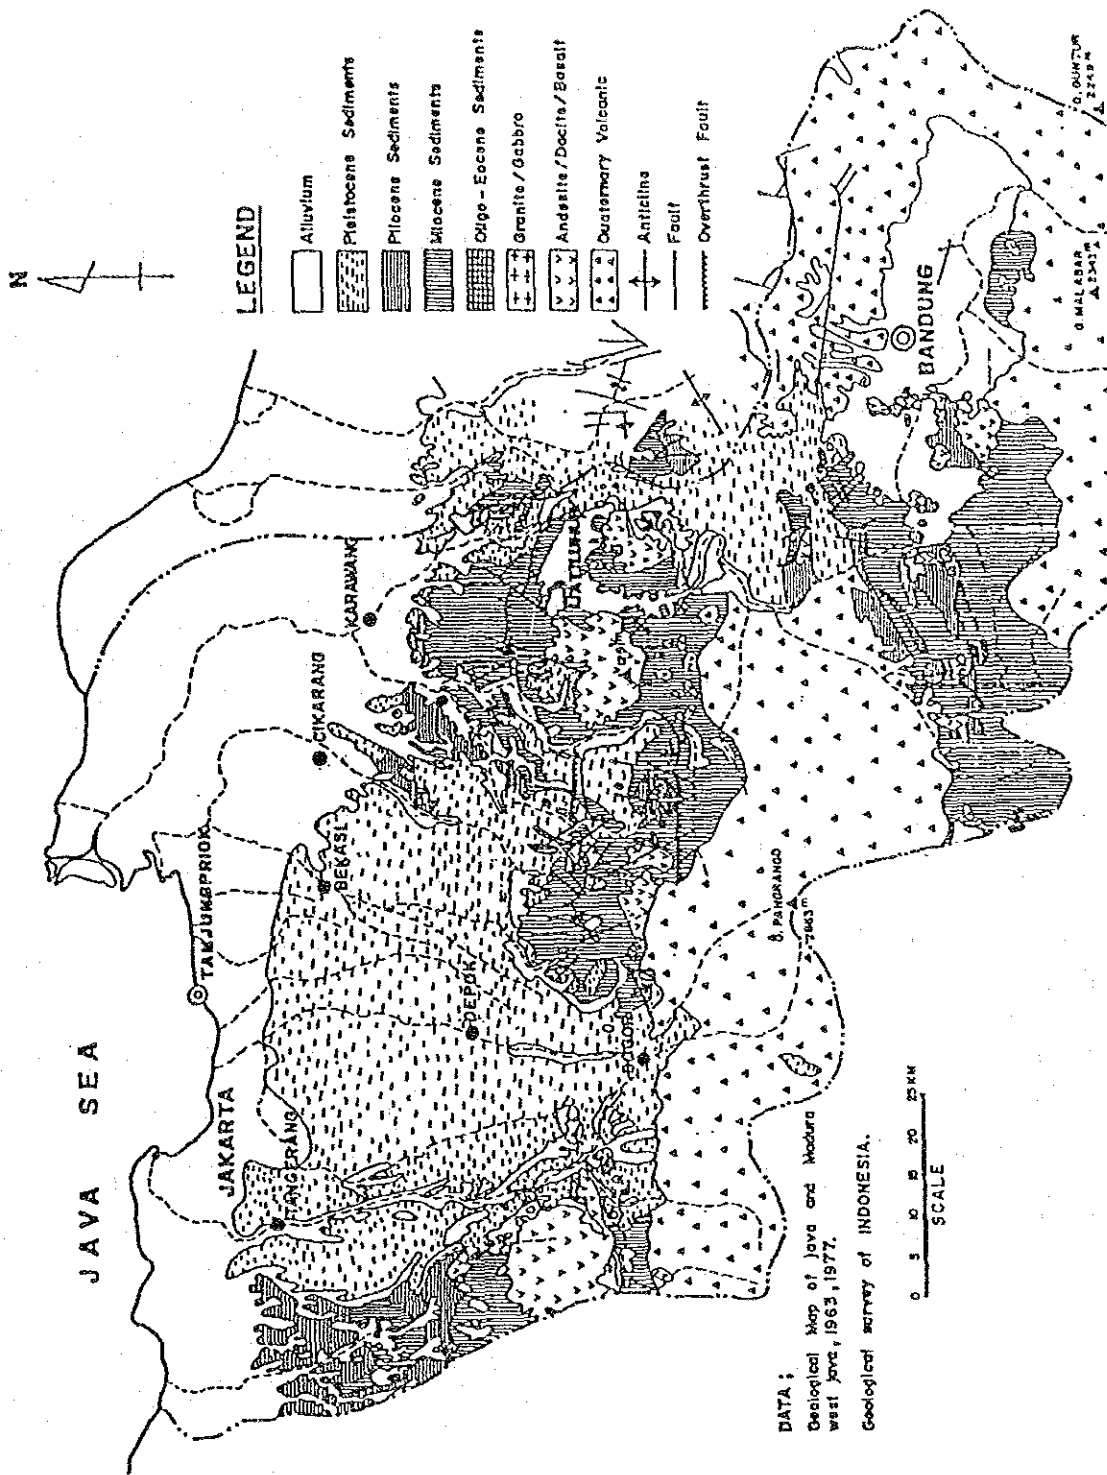 N
LEGEND
Alluvium
Pleistocene Sediments
Pliocene Sediments
Miocene Sediments
Oligo-Eocene Sediments
Granite/Gabbro
Andesite/Dacite/Basalt
Quaternary Volcanic
Anticline
Fault
Overthrust Fault
JAVA SEA
TANJUNGPRIOK
JAKARTA
TANGERANG
BEKASI
CIKARANG
KARAWANG
DEPOK
BOGOR
JATILUHUR
BANDUNG
G. PANGRANGO
G. MALABAR
2341m
G. GUNTUR
2249m
DATA :
Geological Map of java and Madura
west java, 1963, 1977.
Geological survey of INDONESIA.
0 5 10 15 20 25 KM
SCALE